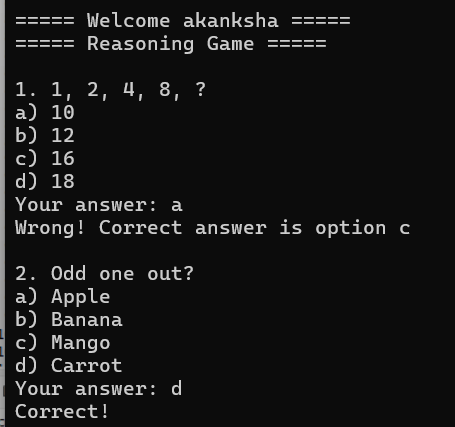 ===== Welcome akanksha =====
===== Reasoning Game =====
1. 1, 2, 4, 8, ?
a) 10
b) 12
c) 16
d) 18
Your answer: a
Wrong! Correct answer is option c
2. Odd one out?
a) Apple
b) Banana
c) Mango
d) Carrot
Your answer: d
Correct!